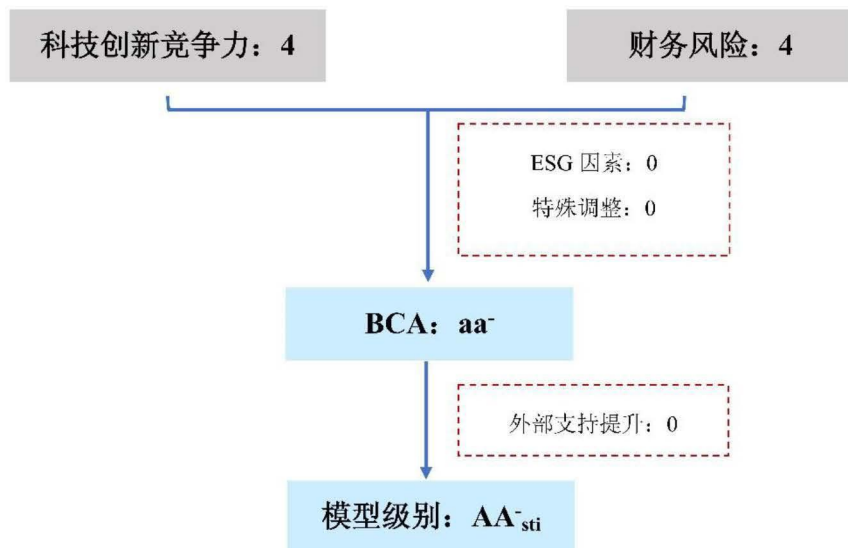 科技创新竞争力：4
财务风险：4
ESG 因素：0
特殊调整：0
BCA：aa⁻
外部支持提升：0
模型级别：AA⁻sti